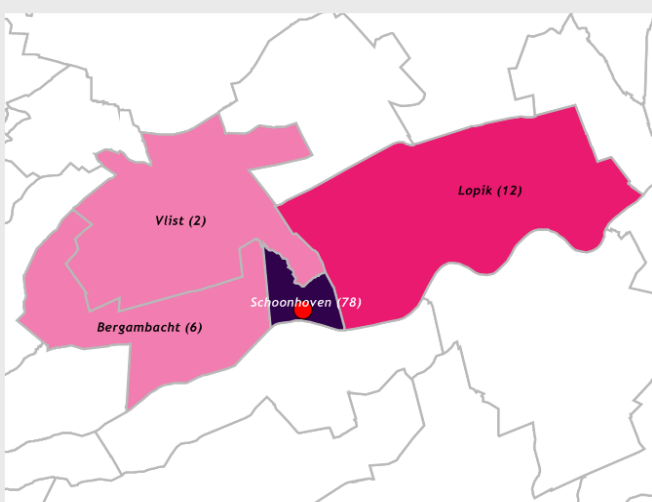 Lopik (12)
Vlist (2)
Schoonhoven (78)
Bergambacht (6)